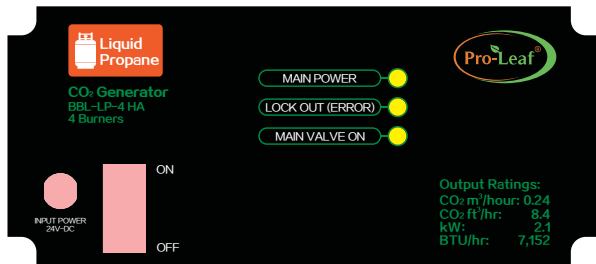 Liquid
Propane
CO₂ Generator
BBL-LP-4 HA
4 Burners
MAIN POWER
LOCK OUT (ERROR)
MAIN VALVE ON
Pro-Leaf®
ON
OFF
INPUT POWER
24V-DC
Output Ratings:
CO₂ m³/hour: 0.24
CO₂ ft³/hr: 8.4
kW: 2.1
BTU/hr: 7,152